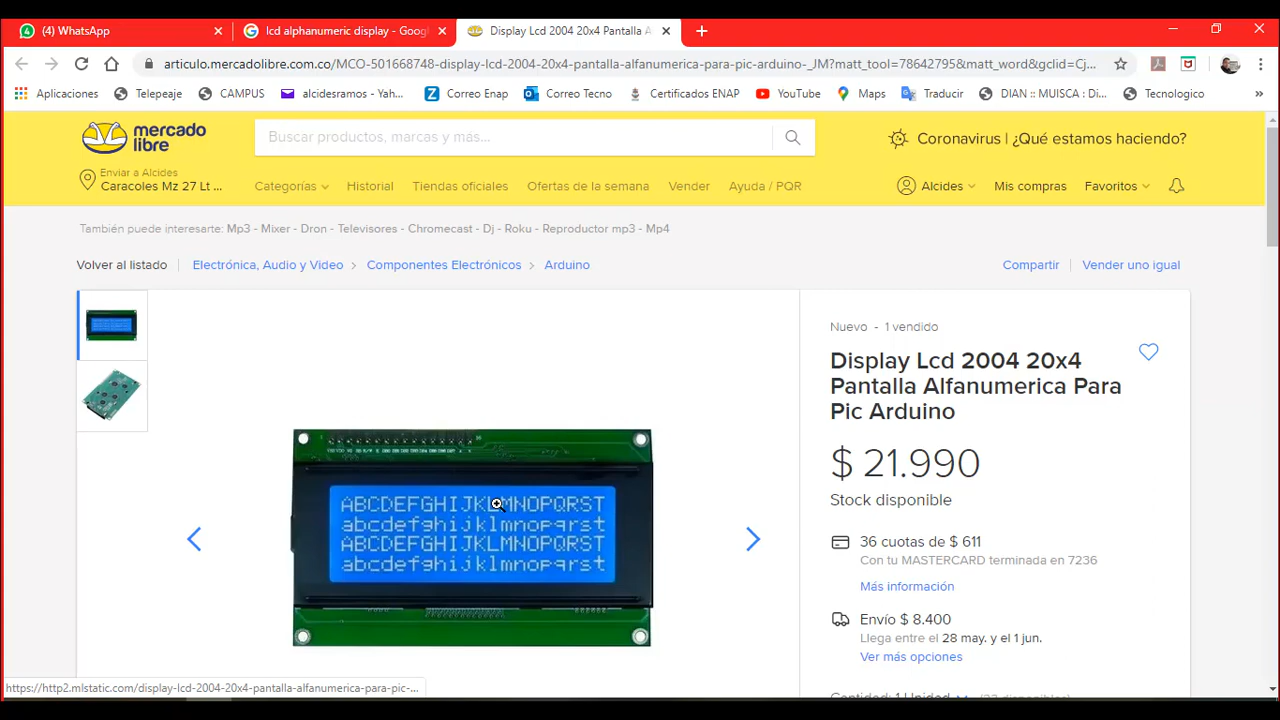 (4) WhatsApp
lcd alphanumeric display - Goog
Display Lcd 2004 20x4 Pantalla A
articulo.mercadolibre.com.co/MCO-501668748-display-lcd-2004-20x4-pantalla-alfanumerica-para-pic-arduino-_JM?matt_tool=78642795&matt_word&gclid=Cj...
Aplicaciones Telepeaje CAMPUS alcidesramos - Yah... Correo Enap Correo Tecno Certificados ENAP YouTube Maps Traducir DIAN :: MUISCA : Di... Tecnologico »
mercado
libre
Buscar productos, marcas y más...
Coronavirus | ¿Qué estamos haciendo?
Enviar a Alcides
Caracoles Mz 27 Lt ...
Categorías Historial Tiendas oficiales Ofertas de la semana Vender Ayuda / PQR
Alcides Mis compras Favoritos
También puede interesarte: Mp3 - Mixer - Dron - Televisores - Chromecast - Dj - Roku - Reproductor mp3 - Mp4
Volver al listado Electrónica, Audio y Video > Componentes Electrónicos > Arduino
Compartir Vender uno igual
Nuevo - 1 vendido
Display Lcd 2004 20x4
Pantalla Alfanumerica Para
Pic Arduino
$ 21.990
Stock disponible
36 cuotas de $ 611
Con tu MASTERCARD terminada en 7236
Más información
Envío $ 8.400
Llega entre el 28 may. y el 1 jun.
Ver más opciones
ABCDEFGHIJKLMNOPQRST
abcdefghijklmnopqrst
ABCDEFGHIJKLMNOPQRST
abcdefghijklmnopqrst
https://http2.mlstatic.com/display-lcd-2004-20x4-pantalla-alfanumerica-para-pic-...